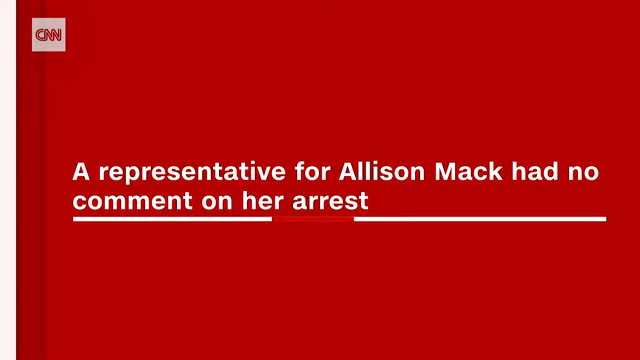 CNN
A representative for Allison Mack had no
comment on her arrest